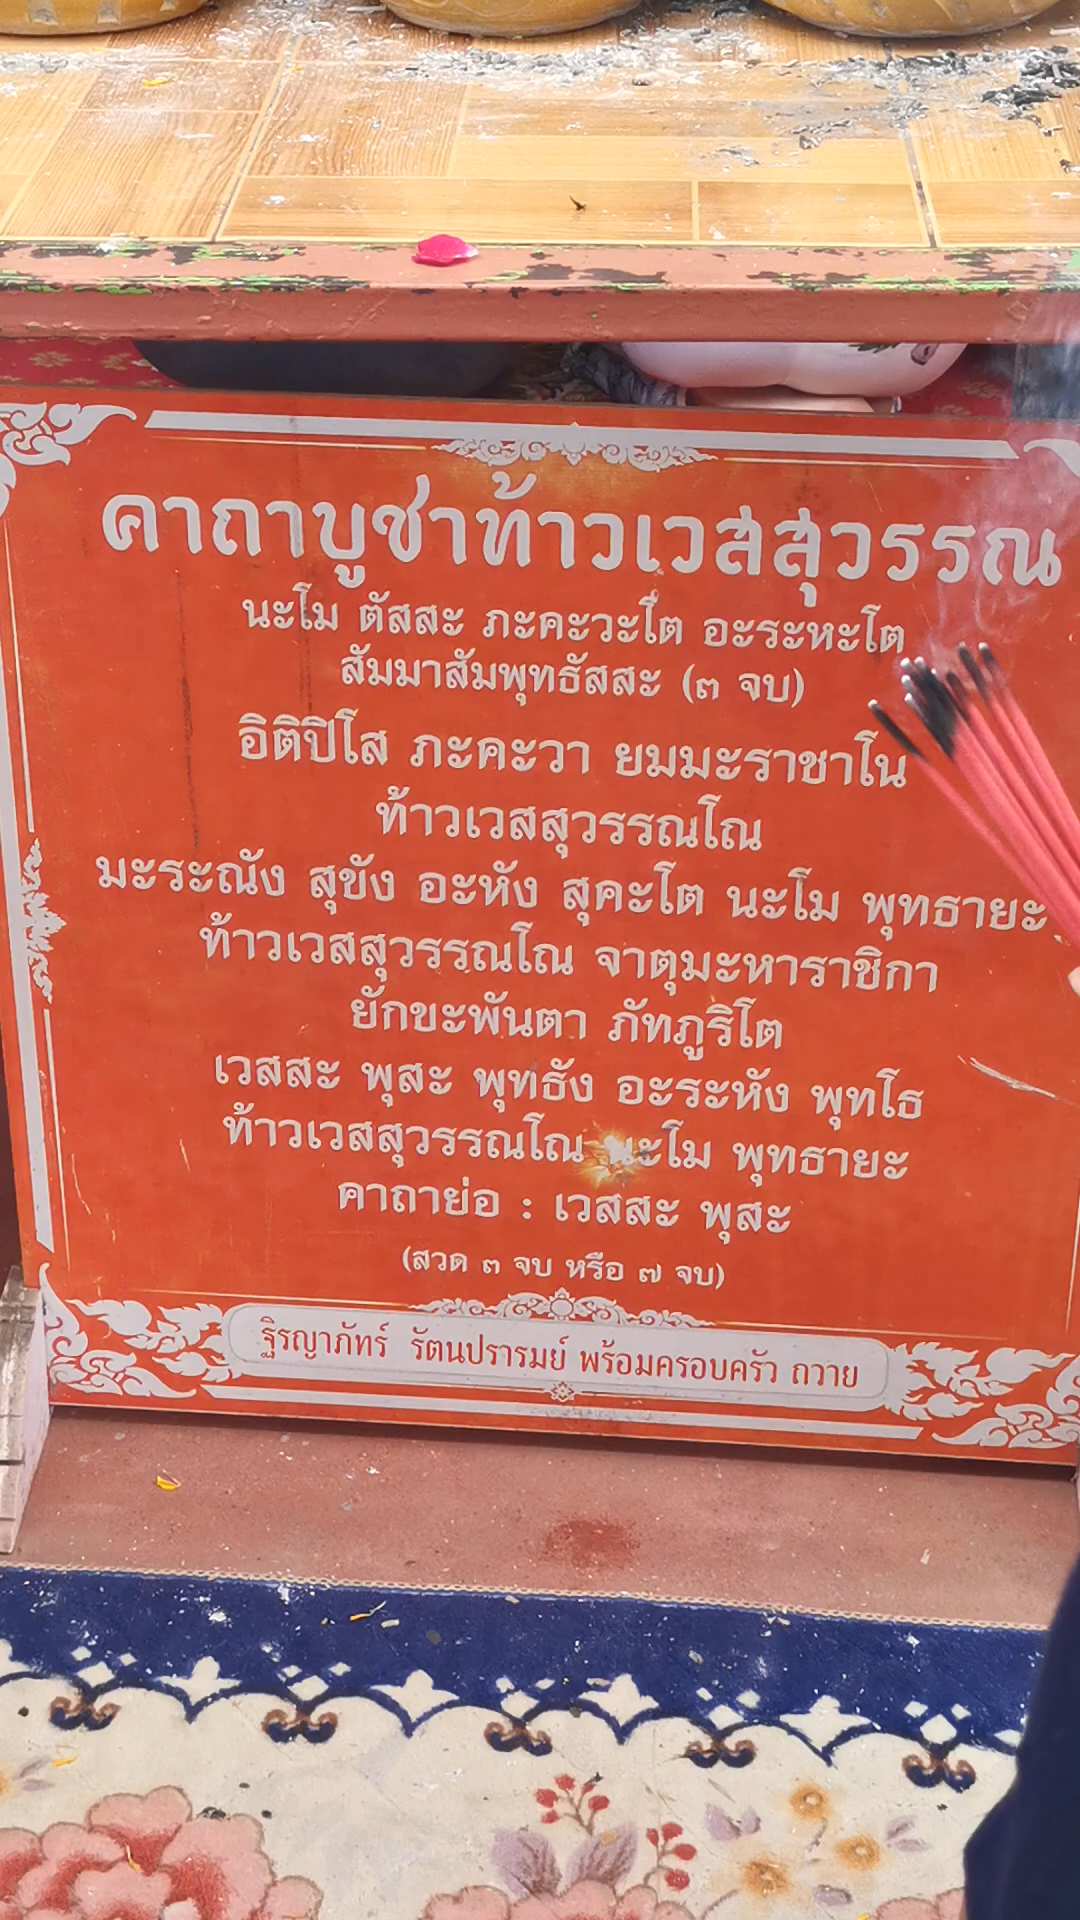 คาถาบูชาท้าวเวสสุวรรณ
นะโม ตัสสะ ภะคะวะโต อะระหะโต
สัมมาสัมพุทธัสสะ (๓ จบ)
อิติปิโส ภะคะวา ยมมะราชาโน
ท้าวเวสสุวรรณโณ
มะระณัง สุขัง อะหัง สุคะโต นะโม พุทธายะ
ท้าวเวสสุวรรณโณ จาตุมะหาราชิกา
ยักขะพันตา ภัทภูริโต
เวสสะ พุสะ พุทธัง อะระหัง พุทโธ
ท้าวเวสสุวรรณโณ นะโม พุทธายะ
คาถาย่อ : เวสสะ พุสะ
(สวด ๓ จบ หรือ ๗ จบ)
ฐิรญาภัทร์ รัตนปรารมย์ พร้อมครอบครัว ถวาย